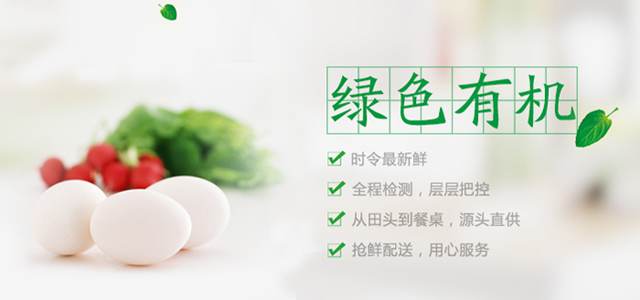 绿色有机
时令最新鲜
全程检测，层层把控
从田头到餐桌，源头直供
抢鲜配送，用心服务